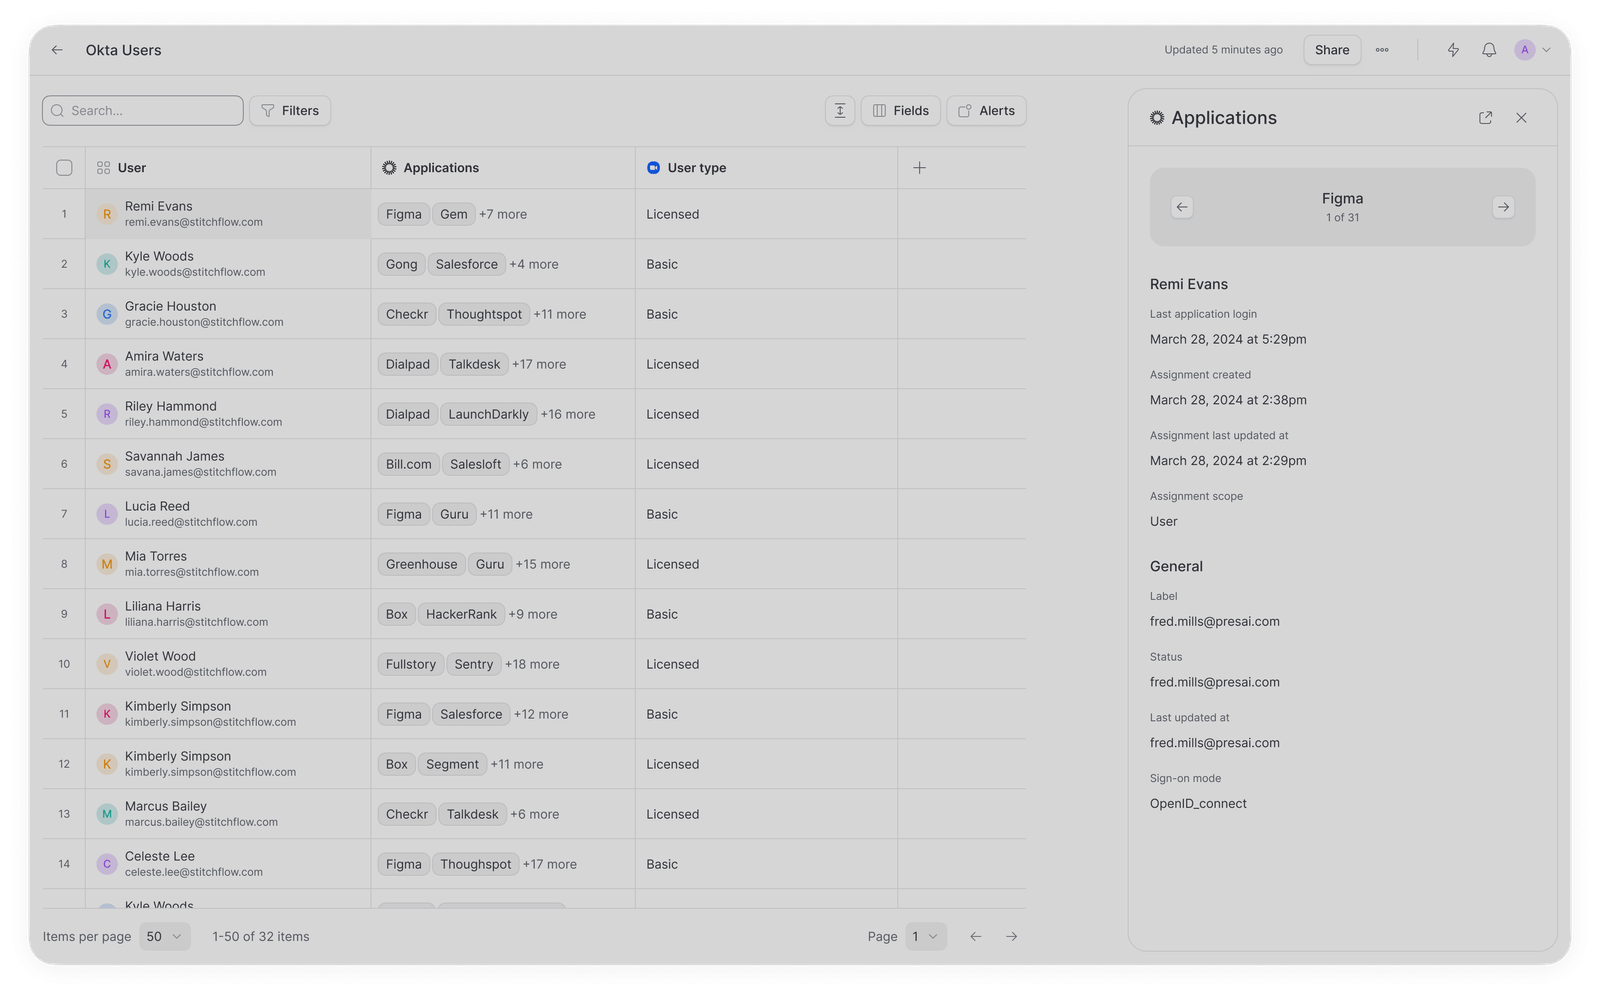 Okta Users
Updated 5 minutes ago
Share
A
Search...
Filters
Fields
Alerts
User
Applications
User type
1
R
Remi Evans
remi.evans@stitchflow.com
Figma Gem +7 more
Licensed
2
K
Kyle Woods
kyle.woods@stitchflow.com
Gong Salesforce +4 more
Basic
3
G
Gracie Houston
gracie.houston@stitchflow.com
Checkr Thoughtspot +11 more
Basic
4
A
Amira Waters
amira.waters@stitchflow.com
Dialpad Talkdesk +17 more
Licensed
5
R
Riley Hammond
riley.hammond@stitchflow.com
Dialpad LaunchDarkly +16 more
Licensed
6
S
Savannah James
savana.james@stitchflow.com
Bill.com Salesloft +6 more
Licensed
7
L
Lucia Reed
lucia.reed@stitchflow.com
Figma Guru +11 more
Basic
8
M
Mia Torres
mia.torres@stitchflow.com
Greenhouse Guru +15 more
Licensed
9
L
Liliana Harris
liliana.harris@stitchflow.com
Box HackerRank +9 more
Basic
10
V
Violet Wood
violet.wood@stitchflow.com
Fullstory Sentry +18 more
Licensed
11
K
Kimberly Simpson
kimberly.simpson@stitchflow.com
Figma Salesforce +12 more
Basic
12
K
Kimberly Simpson
kimberly.simpson@stitchflow.com
Box Segment +11 more
Licensed
13
M
Marcus Bailey
marcus.bailey@stitchflow.com
Checkr Talkdesk +6 more
Licensed
14
C
Celeste Lee
celeste.lee@stitchflow.com
Figma Thoughspot +17 more
Basic
Kyle Woods
Items per page 50
1-50 of 32 items
Page 1
Applications
Figma
1 of 31
Remi Evans
Last application login
March 28, 2024 at 5:29pm
Assignment created
March 28, 2024 at 2:38pm
Assignment last updated at
March 28, 2024 at 2:29pm
Assignment scope
User
General
Label
fred.mills@presai.com
Status
fred.mills@presai.com
Last updated at
fred.mills@presai.com
Sign-on mode
OpenID_connect